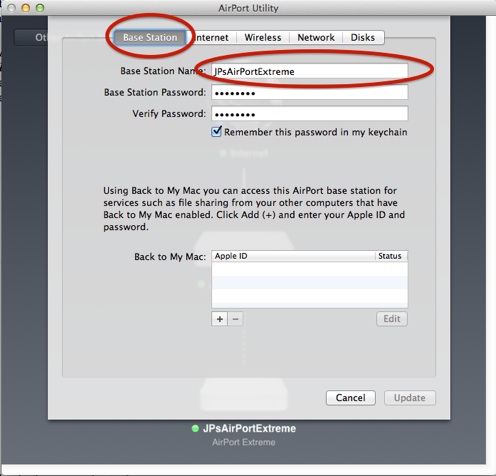 AirPort Utility
Base Station
Internet
Wireless
Network
Disks
Base Station Name:
JPsAirPortExtreme
Base Station Password:
••••••••
Verify Password:
••••••••
Remember this password in my keychain
Internet
Using Back to My Mac you can access this AirPort base station for
services such as file sharing from your other computers that have
Back to My Mac enabled. Click Add (+) and enter your Apple ID and
password.
Back to My Mac:
Apple ID
Status
+
−
Edit
Cancel
Update
JPsAirPortExtreme
AirPort Extreme